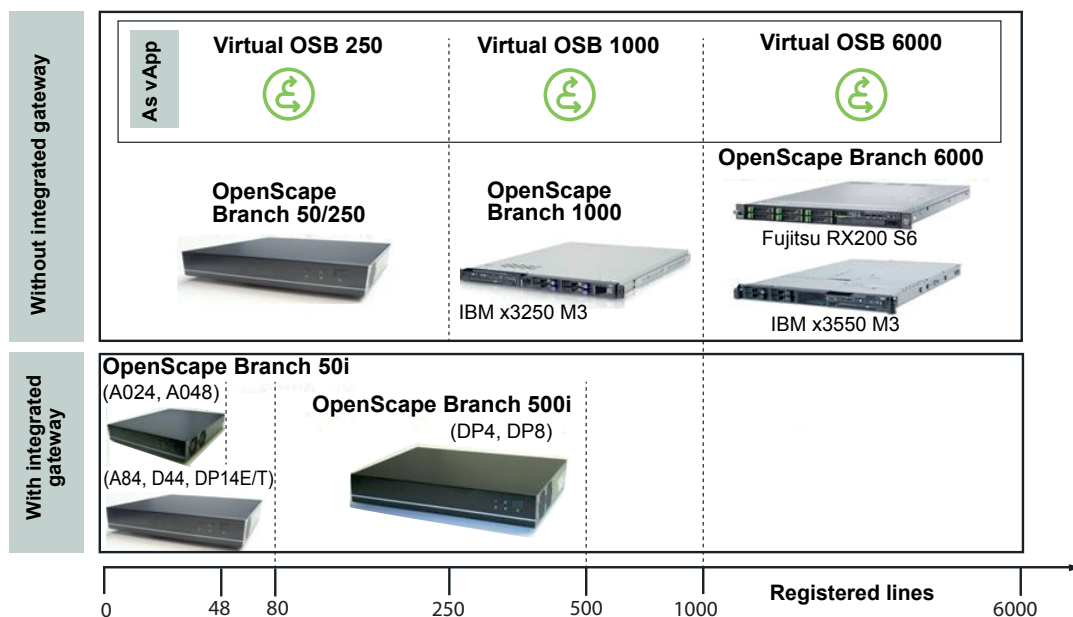 Without integrated gateway
As vApp
Virtual OSB 250
Virtual OSB 1000
Virtual OSB 6000
OpenScape
Branch 50/250
OpenScape
Branch 1000
IBM x3250 M3
OpenScape Branch 6000
Fujitsu RX200 S6
IBM x3550 M3
With integrated
gateway
OpenScape Branch 50i
(A024, A048)
(A84, D44, DP14E/T)
OpenScape Branch 500i
(DP4, DP8)
Registered lines
0
48
80
250
500
1000
6000